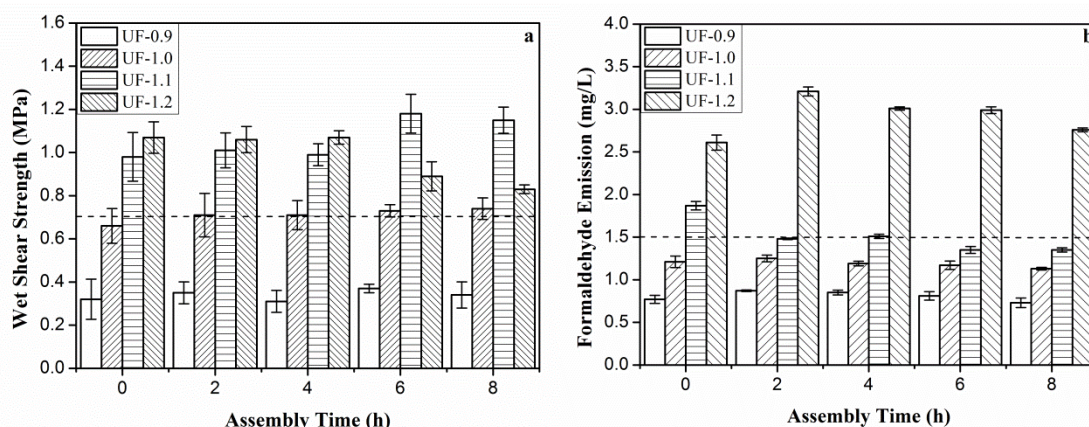 a
UF-0.9
UF-1.0
UF-1.1
UF-1.2
1.6
1.4
1.2
1.0
0.8
0.6
0.4
0.2
0.0
Wet Shear Strength (MPa)
0 2 4 6 8
Assembly Time (h)
b
UF-0.9
UF-1.0
UF-1.1
UF-1.2
4.0
3.5
3.0
2.5
2.0
1.5
1.0
0.5
0.0
Formaldehyde Emission (mg/L)
0 2 4 6 8
Assembly Time (h)